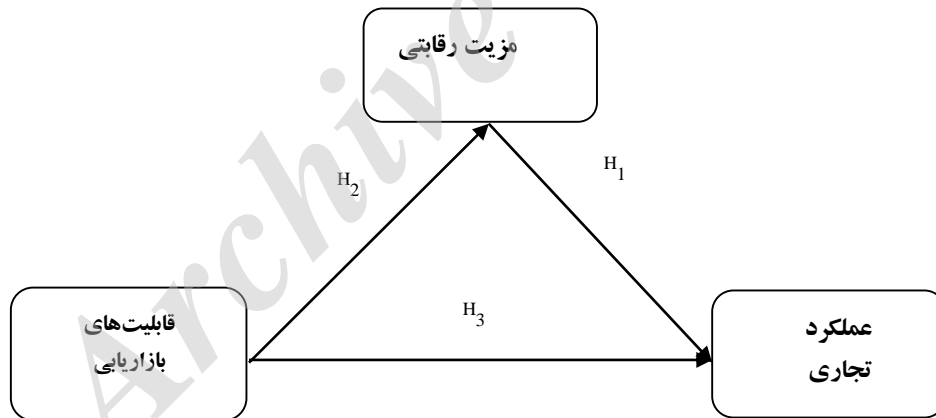 مزیت رقابتی
H1
H2
H3
قابلیت‌های
بازاریابی
عملکرد
تجاری
Archive